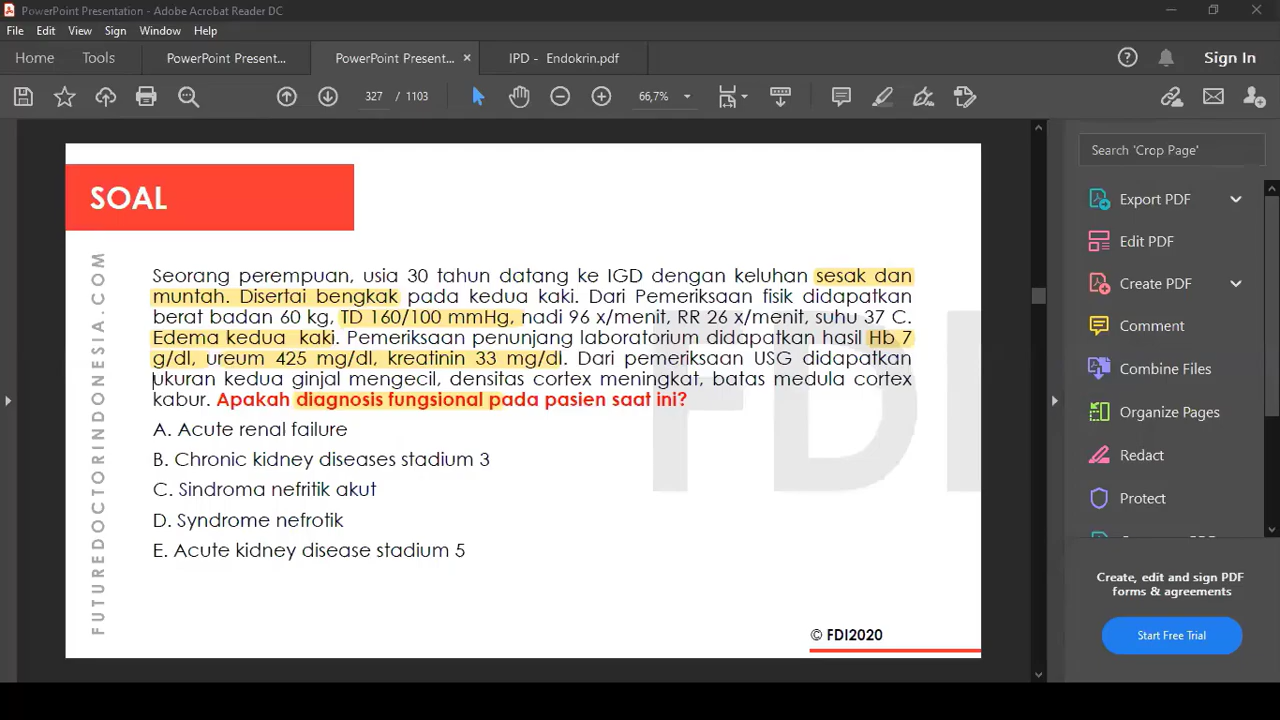 PowerPoint Presentation - Adobe Acrobat Reader DC
File Edit View Sign Window Help
Home Tools PowerPoint Present... PowerPoint Present... × IPD - Endokrin.pdf Sign In
327 / 1103 66,7%
Search 'Crop Page'
Export PDF
Edit PDF
Create PDF
Comment
Combine Files
Organize Pages
Redact
Protect
Create, edit and sign PDF
forms & agreements
Start Free Trial
SOAL
FUTUREDOCTORINDONESIA.COM
Seorang perempuan, usia 30 tahun datang ke IGD dengan keluhan sesak dan
muntah. Disertai bengkak pada kedua kaki. Dari Pemeriksaan fisik didapatkan
berat badan 60 kg, TD 160/100 mmHg, nadi 96 x/menit, RR 26 x/menit, suhu 37 C.
Edema kedua kaki. Pemeriksaan penunjang laboratorium didapatkan hasil Hb 7
g/dl, ureum 425 mg/dl, kreatinin 33 mg/dl. Dari pemeriksaan USG didapatkan
ukuran kedua ginjal mengecil, densitas cortex meningkat, batas medula cortex
kabur. Apakah diagnosis fungsional pada pasien saat ini?
A. Acute renal failure
B. Chronic kidney diseases stadium 3
C. Sindroma nefritik akut
D. Syndrome nefrotik
E. Acute kidney disease stadium 5
FDI
© FDI2020